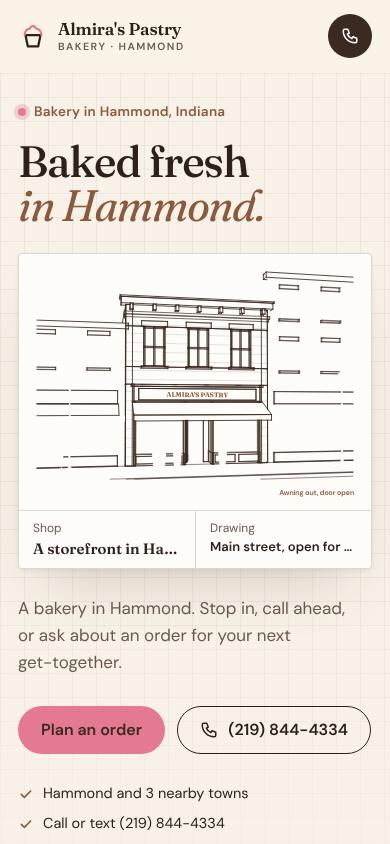 Almira's Pastry
BAKERY · HAMMOND
Bakery in Hammond, Indiana
Baked fresh
in Hammond.
ALMIRA'S PASTRY
Awning out, door open
Shop
A storefront in Ha...
Drawing
Main street, open for ...
A bakery in Hammond. Stop in, call ahead,
or ask about an order for your next
get-together.
Plan an order
(219) 844-4334
Hammond and 3 nearby towns
Call or text (219) 844-4334